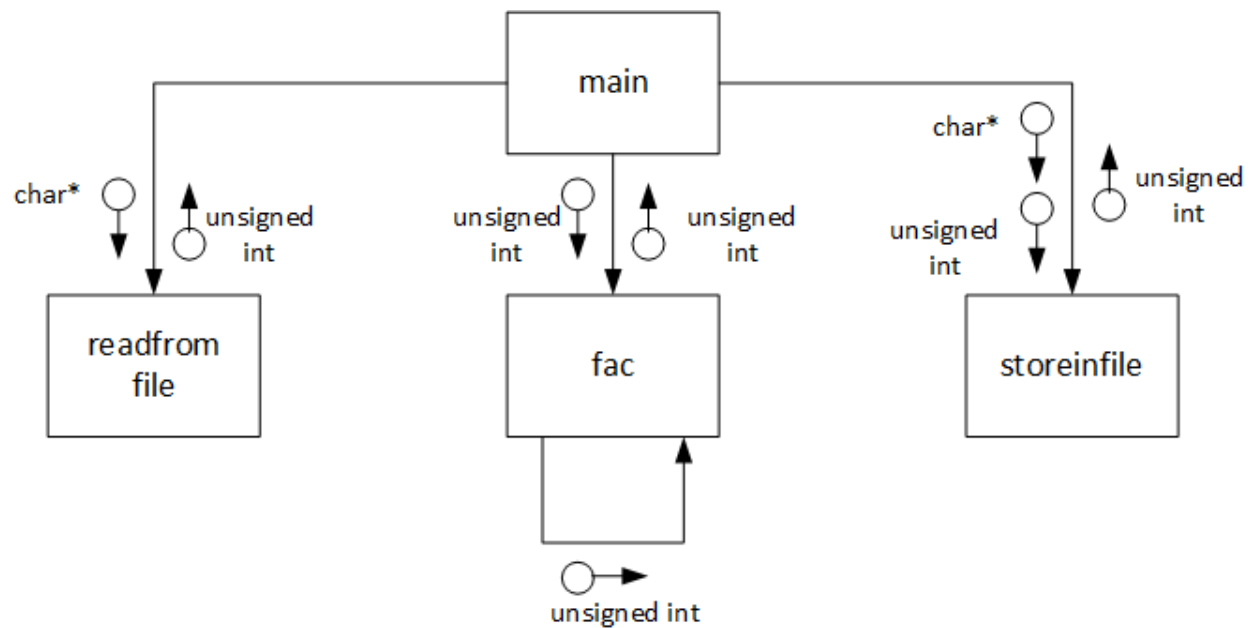 main
char*
unsigned
int
readfrom
file
unsigned
int
unsigned
int
fac
unsigned int
char*
unsigned
int
unsigned
int
storeinfile